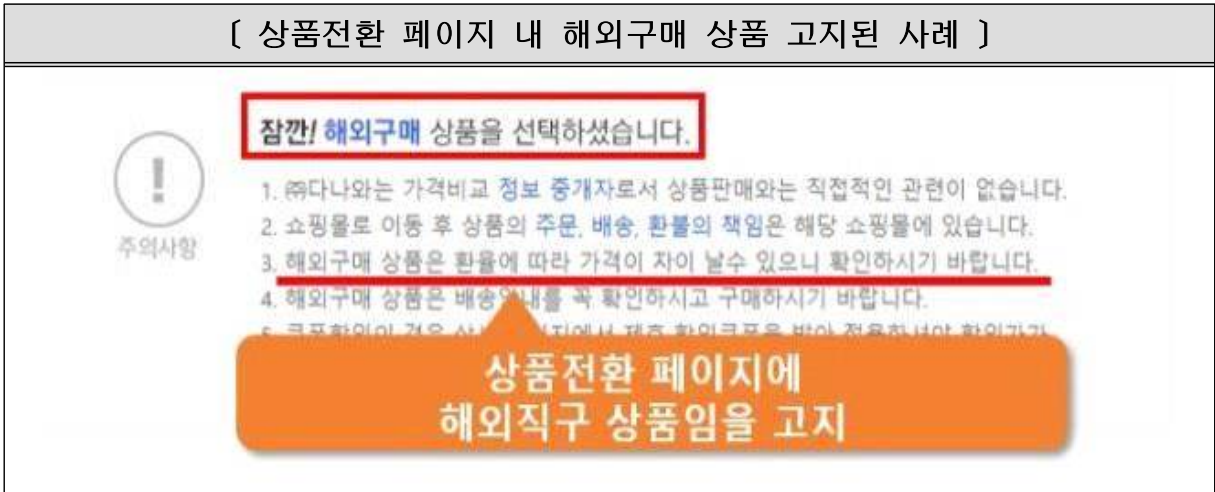 〔 상품전환 페이지 내 해외구매 상품 고지된 사례 〕
잠깐! 해외구매 상품을 선택하셨습니다.
주의사항
1. ㈜다나와는 가격비교 정보 중개자로서 상품판매와는 직접적인 관련이 없습니다.
2. 쇼핑몰로 이동 후 상품의 주문, 배송, 환불의 책임은 해당 쇼핑몰에 있습니다.
3. 해외구매 상품은 환율에 따라 가격이 차이 날수 있으니 확인하시기 바랍니다.
4. 해외구매 상품은 배송안내를 꼭 확인하시고 구매하시기 바랍니다.
상품전환 페이지에
해외직구 상품임을 고지